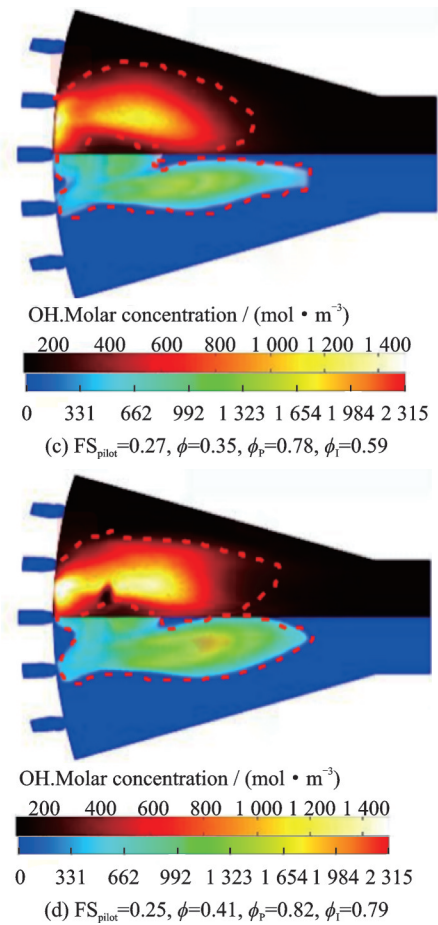 OH.Molar concentration / (mol · m⁻³)
200 400 600 800 1 000 1 200 1 400
0 331 662 992 1 323 1 654 1 984 2 315
(c) FSpilot=0.27, ϕ=0.35, ϕP=0.78, ϕI=0.59
OH.Molar concentration / (mol · m⁻³)
200 400 600 800 1 000 1 200 1 400
0 331 662 992 1 323 1 654 1 984 2 315
(d) FSpilot=0.25, ϕ=0.41, ϕP=0.82, ϕI=0.79